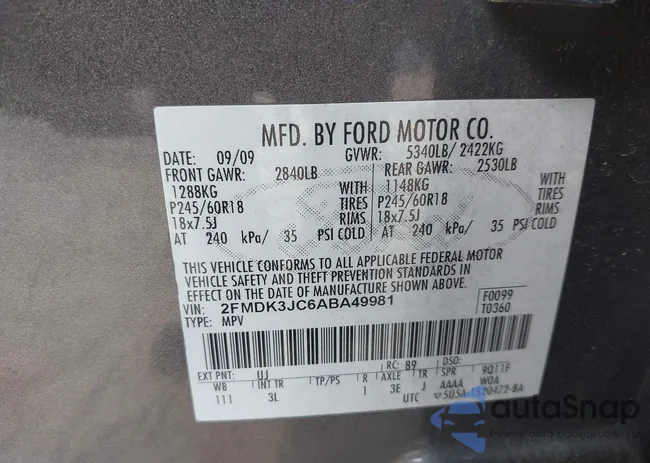 MFD. BY FORD MOTOR CO.
DATE: 09/09 GVWR: 5340LB/ 2422KG
FRONT GAWR: 2840LB REAR GAWR: 2530LB
1288KG WITH 1148KG WITH
P245/60R18 TIRES P245/60R18 TIRES
18x7.5J RIMS 18x7.5J RIMS
AT 240 kPa/ 35 PSI COLD AT 240 kPa/ 35 PSI COLD
THIS VEHICLE CONFORMS TO ALL APPLICABLE FEDERAL MOTOR
VEHICLE SAFETY AND THEFT PREVENTION STANDARDS IN
EFFECT ON THE DATE OF MANUFACTURE SHOWN ABOVE.
VIN: 2FMDK3JC6ABA49981 F0099
TYPE: MPV T0360
EXT PNT: UJ RC: 89 DSO:
WB INT TR TP/PS R AXLE TR SPR 9Q11F
111 3L 1 3E J AAAA WOA
UTC 5U5A-1520472-BA
autoSnap